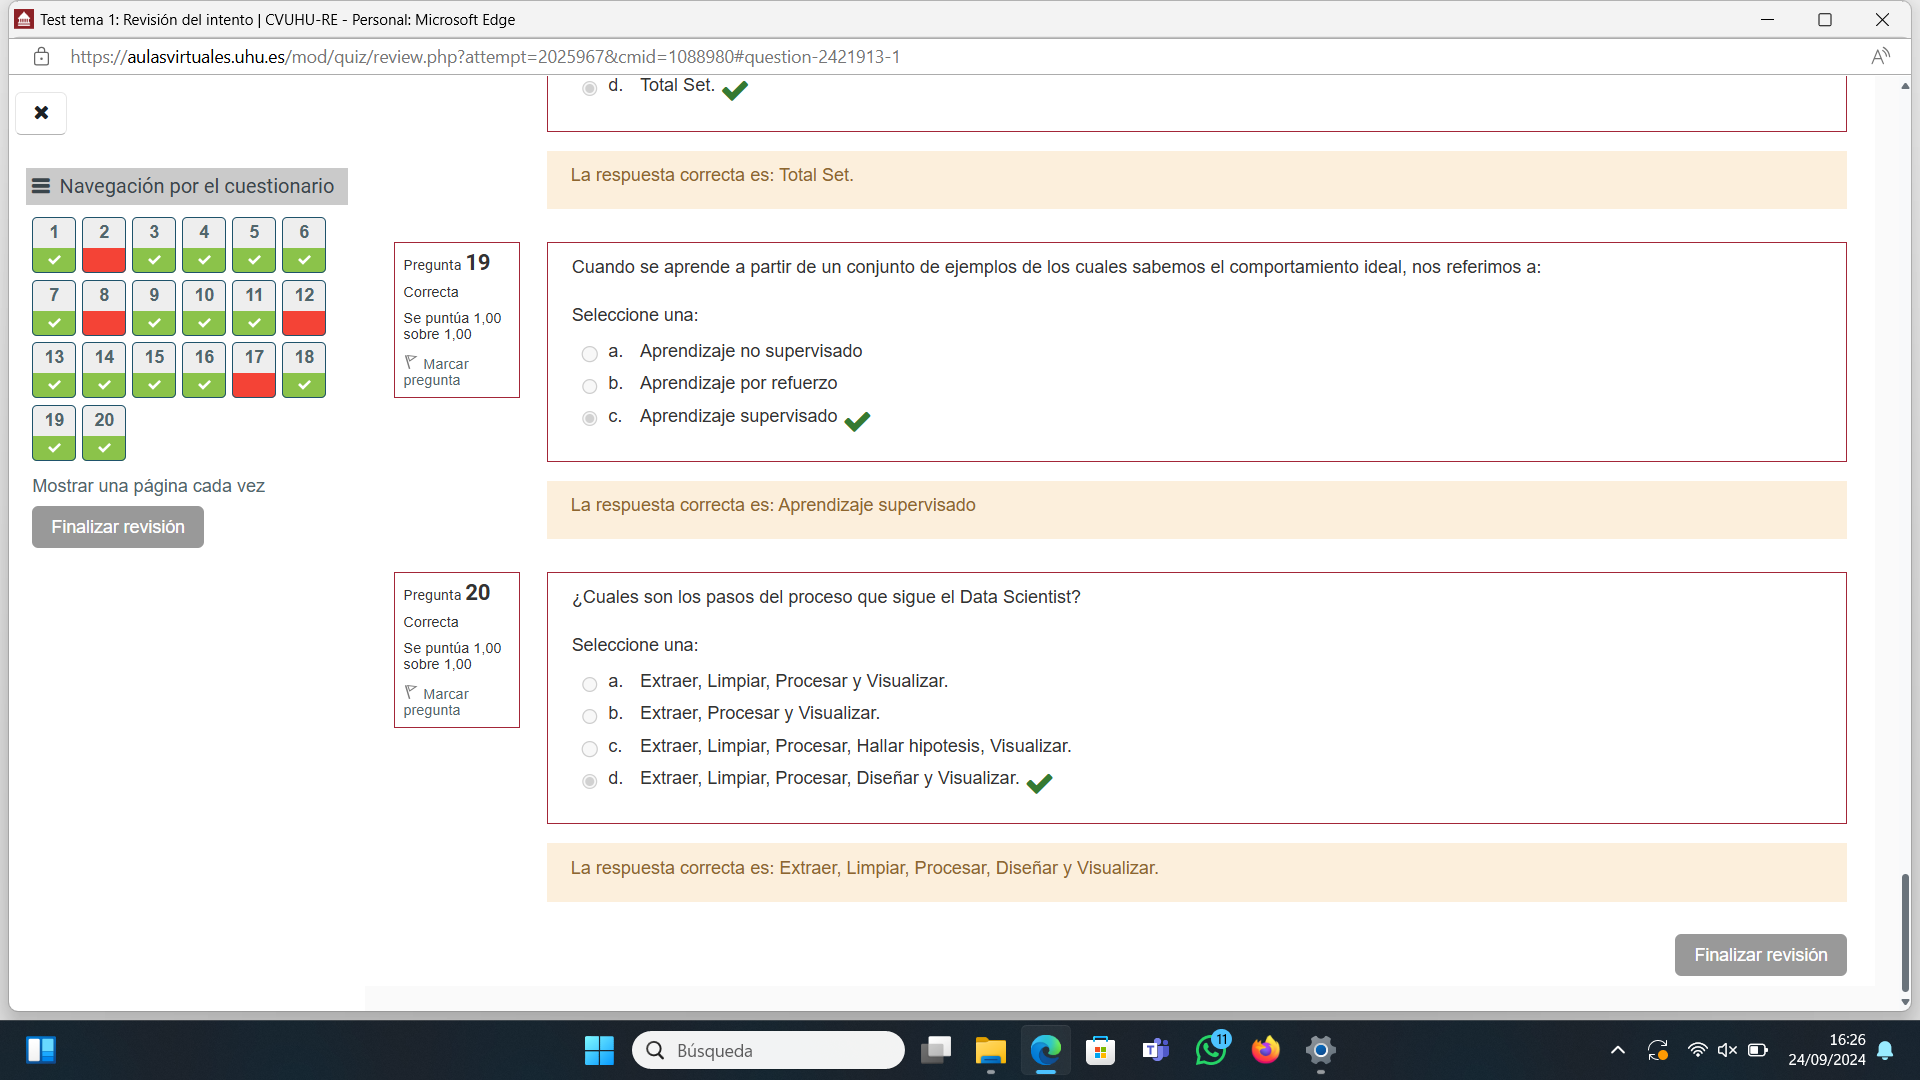 Test tema 1: Revisión del intento | CVUHU-RE - Personal: Microsoft Edge
https://aulasvirtuales.uhu.es/mod/quiz/review.php?attempt=2025967&cmid=1088980#question-2421913-1
d. Total Set.
La respuesta correcta es: Total Set.
Navegación por el cuestionario
1 2 3 4 5 6
7 8 9 10 11 12
13 14 15 16 17 18
19 20
Mostrar una página cada vez
Finalizar revisión
Pregunta 19
Correcta
Se puntúa 1,00
sobre 1,00
Marcar
pregunta
Cuando se aprende a partir de un conjunto de ejemplos de los cuales sabemos el comportamiento ideal, nos referimos a:
Seleccione una:
a. Aprendizaje no supervisado
b. Aprendizaje por refuerzo
c. Aprendizaje supervisado
La respuesta correcta es: Aprendizaje supervisado
Pregunta 20
Correcta
Se puntúa 1,00
sobre 1,00
Marcar
pregunta
¿Cuales son los pasos del proceso que sigue el Data Scientist?
Seleccione una:
a. Extraer, Limpiar, Procesar y Visualizar.
b. Extraer, Procesar y Visualizar.
c. Extraer, Limpiar, Procesar, Hallar hipotesis, Visualizar.
d. Extraer, Limpiar, Procesar, Diseñar y Visualizar.
La respuesta correcta es: Extraer, Limpiar, Procesar, Diseñar y Visualizar.
Finalizar revisión
Búsqueda
11
16:26
24/09/2024